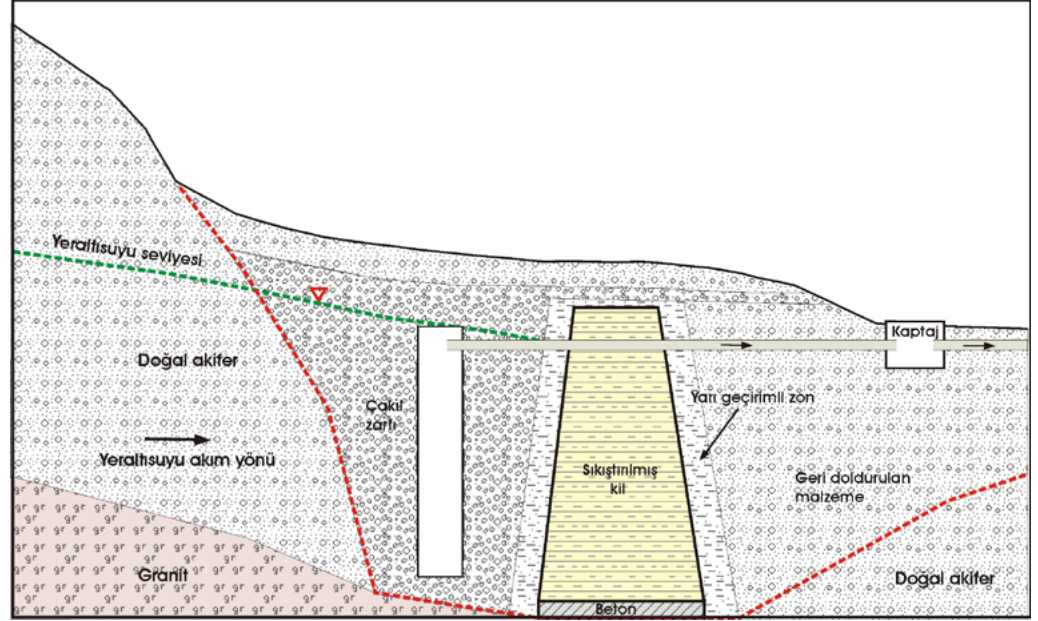 Yeraltısuyu seviyesi
Kaptaj
Doğal akifer
Çakıl
zarfı
Yarı geçirimli zon
Yeraltısuyu akım yönü
Sıkıştırılmış
kil
Geri doldurulan
malzeme
Granit
Doğal akifer
Beton